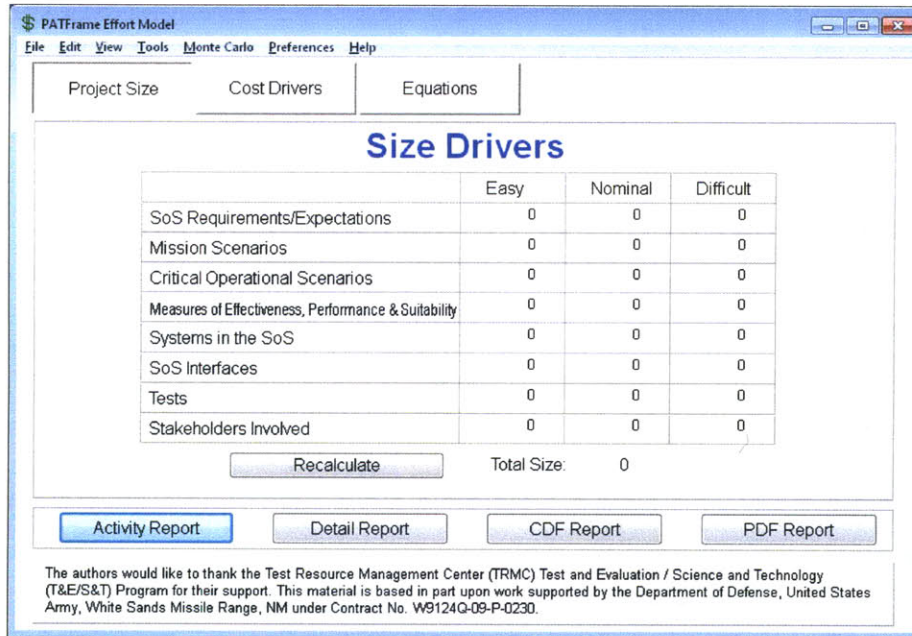 PATFrame Effort Model
File Edit View Tools Monte Carlo Preferences Help
Project Size Cost Drivers Equations
Size Drivers
Easy Nominal Difficult
SoS Requirements/Expectations 0 0 0
Mission Scenarios 0 0 0
Critical Operational Scenarios 0 0 0
Measures of Effectiveness, Performance & Suitability 0 0 0
Systems in the SoS 0 0 0
SoS Interfaces 0 0 0
Tests 0 0 0
Stakeholders Involved 0 0 0
Recalculate Total Size: 0
Activity Report Detail Report CDF Report PDF Report
The authors would like to thank the Test Resource Management Center (TRMC) Test and Evaluation / Science and Technology
(T&E/S&T) Program for their support. This material is based in part upon work supported by the Department of Defense, United States
Army, White Sands Missile Range, NM under Contract No. W9124Q-09-P-0230.